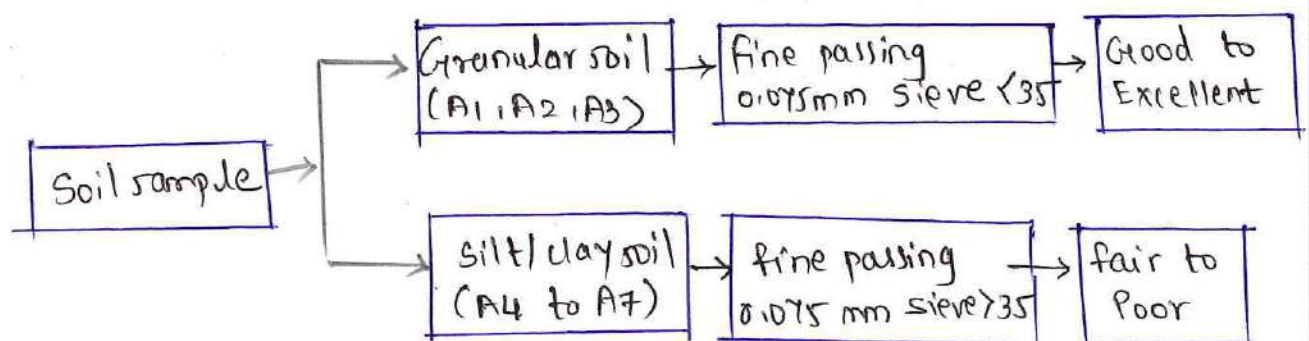 Granular soil
(A1, A2, A3)
fine passing
0.075mm sieve <35
Good to
Excellent
Soil sample
silt/clay soil
(A4 to A7)
fine passing
0.075 mm sieve >35
fair to
Poor